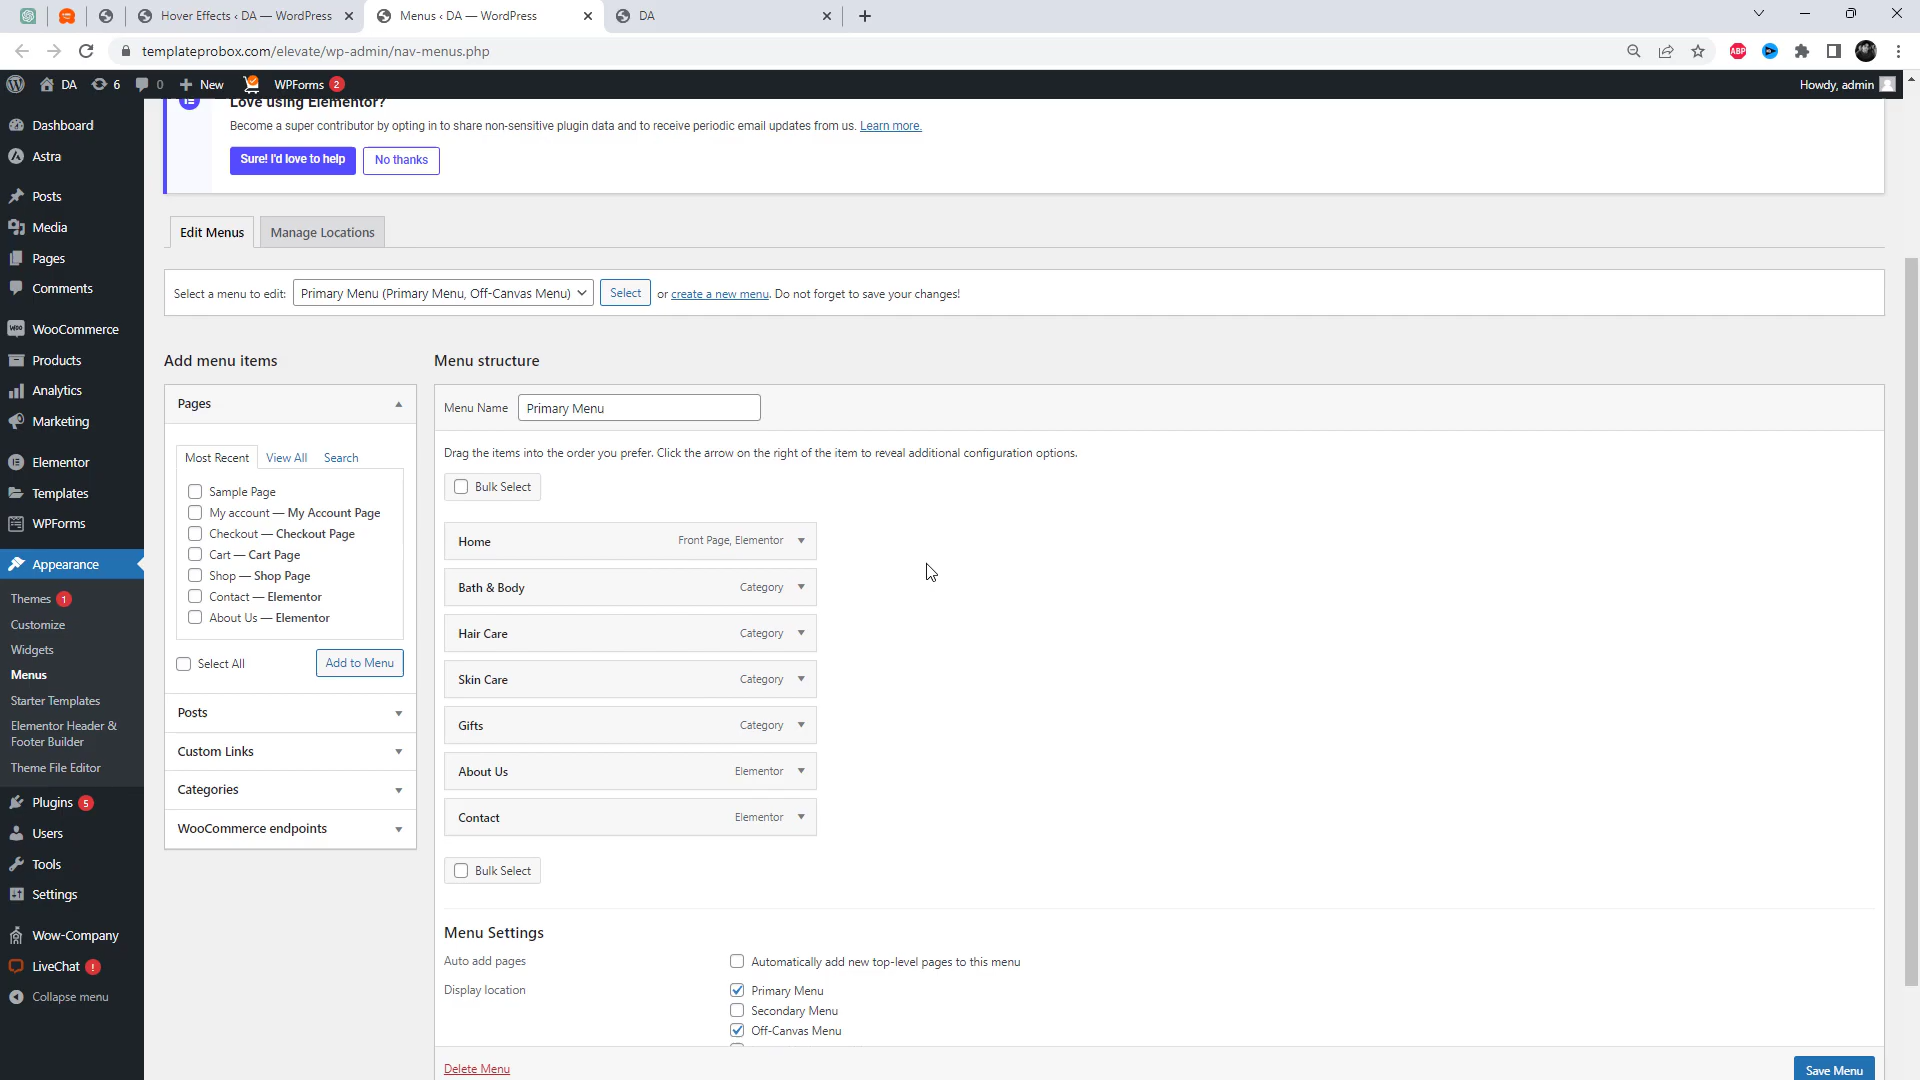 Hover Effects ‹ DA — WordPress
Menus ‹ DA — WordPress
DA
templateprobox.com/elevate/wp-admin/nav-menus.php
ABP
DA
6
0
New
WPForms 2
Howdy, admin
Love using Elementor?
Become a super contributor by opting in to share non-sensitive plugin data and to receive periodic email updates from us. Learn more.
Sure! I'd love to help
No thanks
Dashboard
Astra
Posts
Media
Pages
Comments
WooCommerce
Products
Analytics
Marketing
Elementor
Templates
WPForms
Appearance
Themes 1
Customize
Widgets
Menus
Starter Templates
Elementor Header &
Footer Builder
Theme File Editor
Plugins 5
Users
Tools
Settings
Wow-Company
LiveChat !
Collapse menu
Edit Menus
Manage Locations
Select a menu to edit:
Primary Menu (Primary Menu, Off-Canvas Menu)
Select
or create a new menu. Do not forget to save your changes!
Add menu items
Pages
Most Recent
View All
Search
Sample Page
My account — My Account Page
Checkout — Checkout Page
Cart — Cart Page
Shop — Shop Page
Contact — Elementor
About Us — Elementor
Select All
Add to Menu
Posts
Custom Links
Categories
WooCommerce endpoints
Menu structure
Menu Name
Primary Menu
Drag the items into the order you prefer. Click the arrow on the right of the item to reveal additional configuration options.
Bulk Select
Home
Front Page, Elementor
Bath & Body
Category
Hair Care
Category
Skin Care
Category
Gifts
Category
About Us
Elementor
Contact
Elementor
Bulk Select
Menu Settings
Auto add pages
Automatically add new top-level pages to this menu
Display location
Primary Menu
Secondary Menu
Off-Canvas Menu
Delete Menu
Save Menu